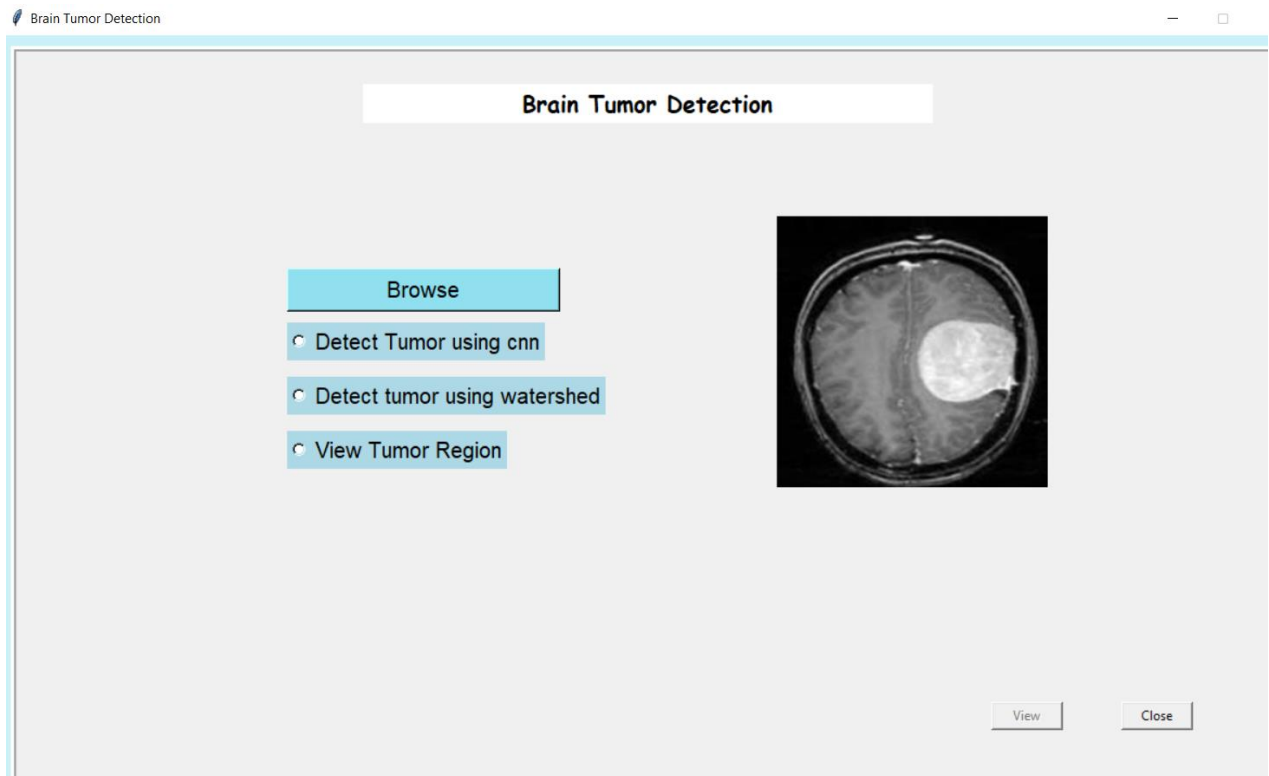 Brain Tumor Detection
Brain Tumor Detection
Browse
Detect Tumor using cnn
Detect tumor using watershed
View Tumor Region
View
Close